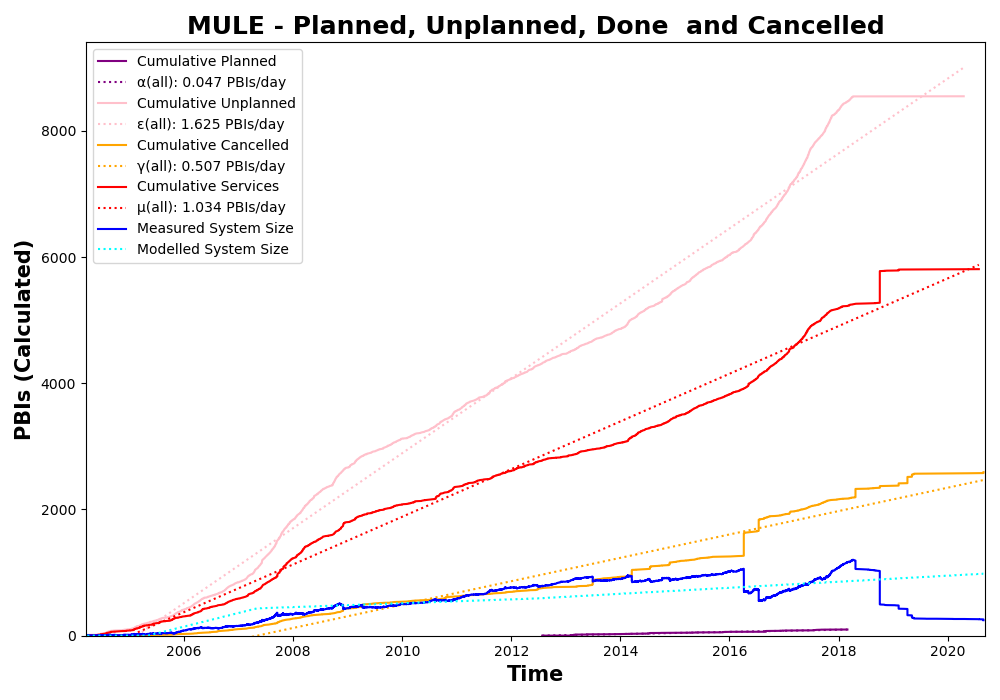 MULE - Planned, Unplanned, Done  and Cancelled
Cumulative Planned
α(all): 0.047 PBIs/day
Cumulative Unplanned
ε(all): 1.625 PBIs/day
Cumulative Cancelled
γ(all): 0.507 PBIs/day
Cumulative Services
μ(all): 1.034 PBIs/day
Measured System Size
Modelled System Size
PBIs (Calculated)
8000
6000
4000
2000
0
2006 2008 2010 2012 2014 2016 2018 2020
Time